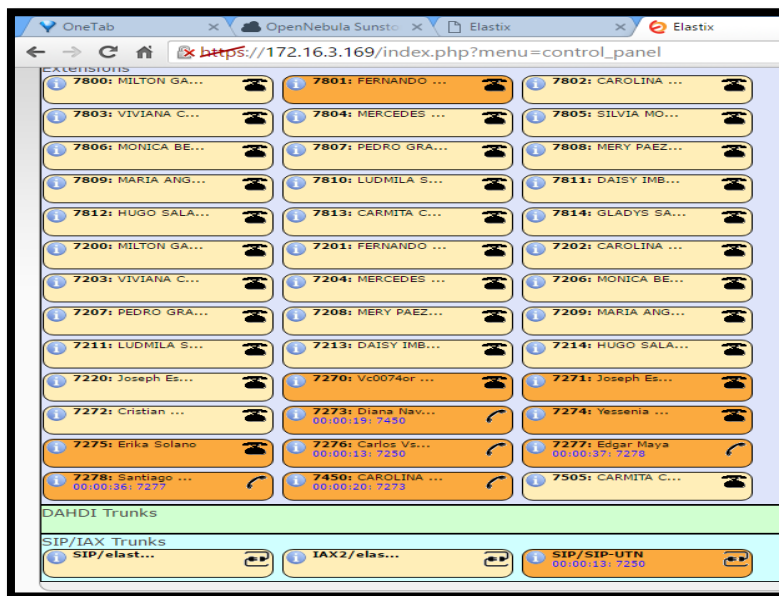 OneTab
OpenNebula Sunsto
Elastix
Elastix
https://172.16.3.169/index.php?menu=control_panel
Extensions
7800: MILTON GA... 7801: FERNANDO ... 7802: CAROLINA ...
7803: VIVIANA C... 7804: MERCEDES ... 7805: SILVIA MO...
7806: MONICA BE... 7807: PEDRO GRA... 7808: MERY PAEZ...
7809: MARIA ANG... 7810: LUDMILA S... 7811: DAISY IMB...
7812: HUGO SALA... 7813: CARMITA C... 7814: GLADYS SA...
7200: MILTON GA... 7201: FERNANDO ... 7202: CAROLINA ...
7203: VIVIANA C... 7204: MERCEDES ... 7206: MONICA BE...
7207: PEDRO GRA... 7208: MERY PAEZ... 7209: MARIA ANG...
7211: LUDMILA S... 7213: DAISY IMB... 7214: HUGO SALA...
7220: Joseph Es... 7270: Vc0074or ... 7271: Joseph Es...
7272: Cristian ... 7273: Diana Nav... 7274: Yessenia ...
00:00:19: 7450
7275: Erika Solano 7276: Carlos Vs... 7277: Edgar Maya
00:00:13: 7250 00:00:37: 7278
7278: Santiago ... 7450: CAROLINA ... 7505: CARMITA C...
00:00:36: 7277 00:00:20: 7273
DAHDI Trunks
SIP/IAX Trunks
SIP/elast... IAX2/elas... SIP/SIP-UTN
00:00:13: 7250